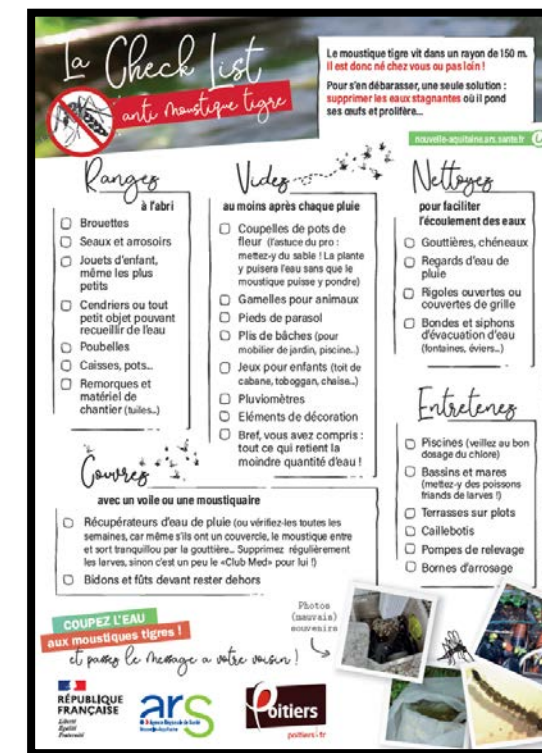 La Check List
anti moustique tigre
Le moustique tigre vit dans un rayon de 150 m.
Il est donc né chez vous ou pas loin !
Pour s'en débarasser, une seule solution :
supprimer les eaux stagnantes où il pond
ses œufs et prolifère...
nouvelle-aquitaine.ars.sante.fr
Rangez
à l'abri
Brouettes
Seaux et arrosoirs
Jouets d'enfant,
même les plus
petits
Cendriers ou tout
petit objet pouvant
recueillir de l'eau
Poubelles
Caisses, pots...
Remorques et
matériel de
chantier (tuiles...)
Videz
au moins après chaque pluie
Coupelles de pots de
fleur (l'astuce du pro :
mettez-y du sable ! La plante
y puisera l'eau sans que le
moustique puisse y pondre)
Gamelles pour animaux
Pieds de parasol
Plis de bâches (pour
mobilier de jardin, piscine...)
Jeux pour enfants (toit de
cabane, toboggan, chaise...)
Pluviomètres
Eléments de décoration
Bref, vous avez compris :
tout ce qui retient la
moindre quantité d'eau !
Nettoyez
pour faciliter
l'écoulement des eaux
Gouttières, chéneaux
Regards d'eau de
pluie
Rigoles ouvertes ou
couvertes de grille
Bondes et siphons
d'évacuation d'eau
(fontaines, éviers...)
Entretenez
Piscines (veillez au bon
dosage du chlore)
Bassins et mares
(mettez-y des poissons
friands de larves !)
Terrasses sur plots
Caillebotis
Pompes de relevage
Bornes d'arrosage
Couvrez
avec un voile ou une moustiquaire
Récupérateurs d'eau de pluie (ou vérifiez-les toutes les
semaines, car même s'ils ont un couvercle, le moustique entre
et sort tranquillou par la gouttière... Supprimez régulièrement
les larves, sinon c'est un peu le «Club Med» pour lui !)
Bidons et fûts devant rester dehors
COUPEZ L'EAU
aux moustiques tigres !
et passez le message a votre voisin !
Photos
(mauvais)
souvenirs
RÉPUBLIQUE
FRANÇAISE
Liberté
Égalité
Fraternité
ars
Agence Régionale de Santé
Nouvelle-Aquitaine
Poitiers
poitiers.fr